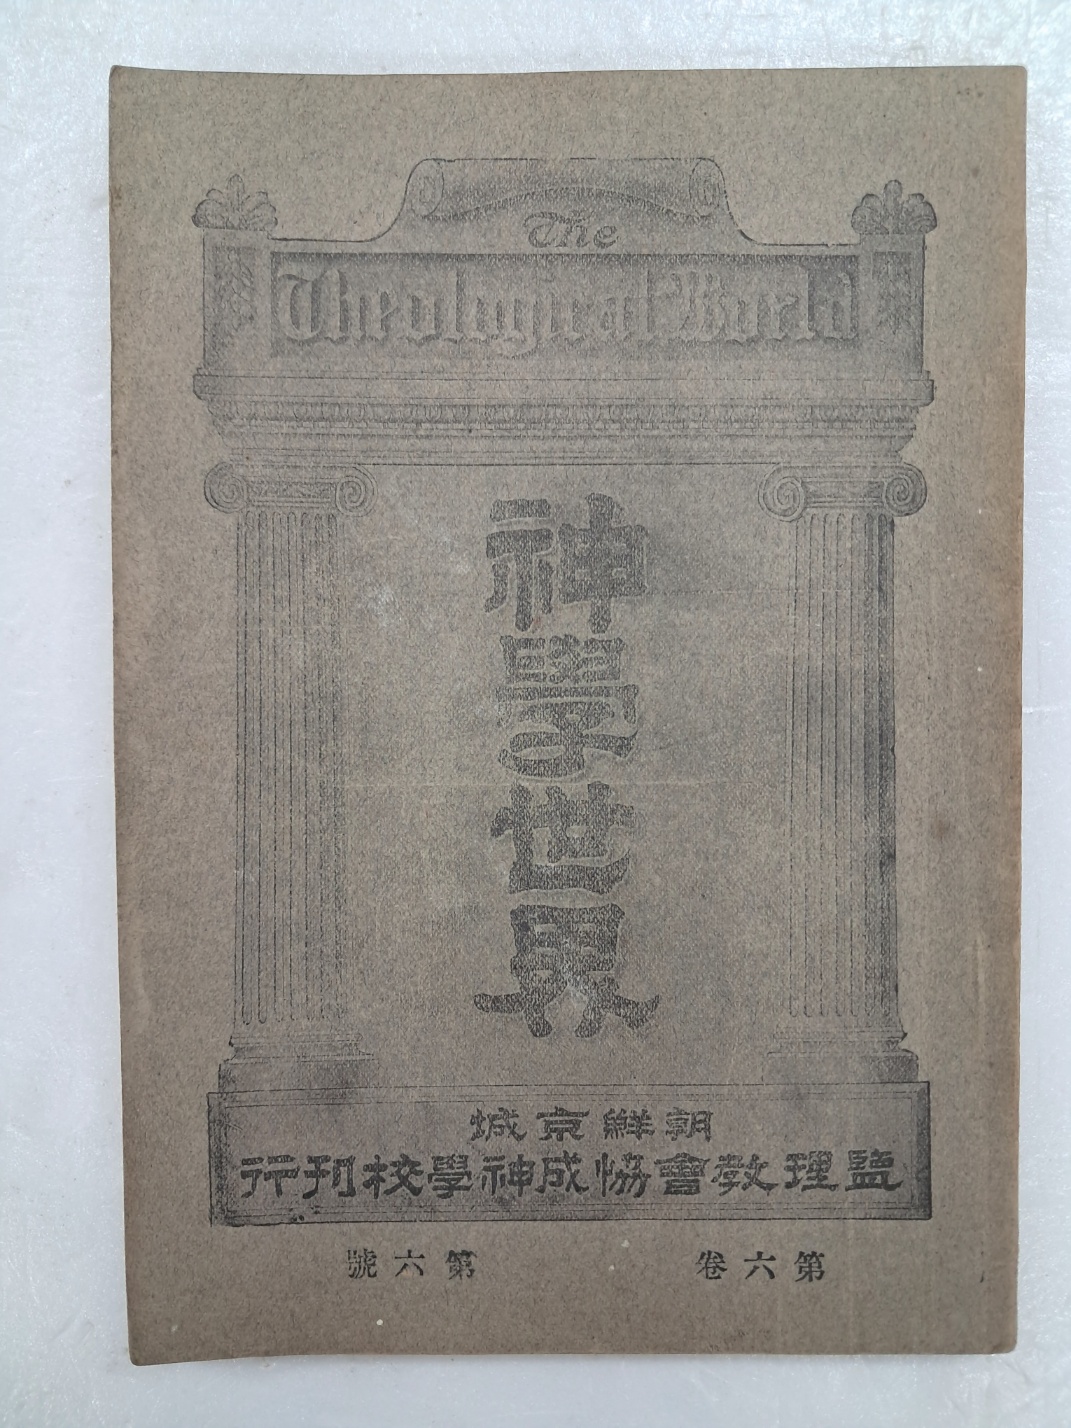 The
Theological World
神學世界
朝鮮京城
監理敎會協成神學校刊行
第六卷 第六號